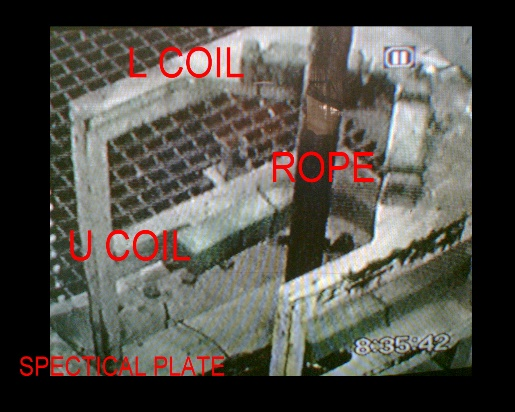 L COIL
ROPE
U COIL
8:35:42
SPECTICAL PLATE